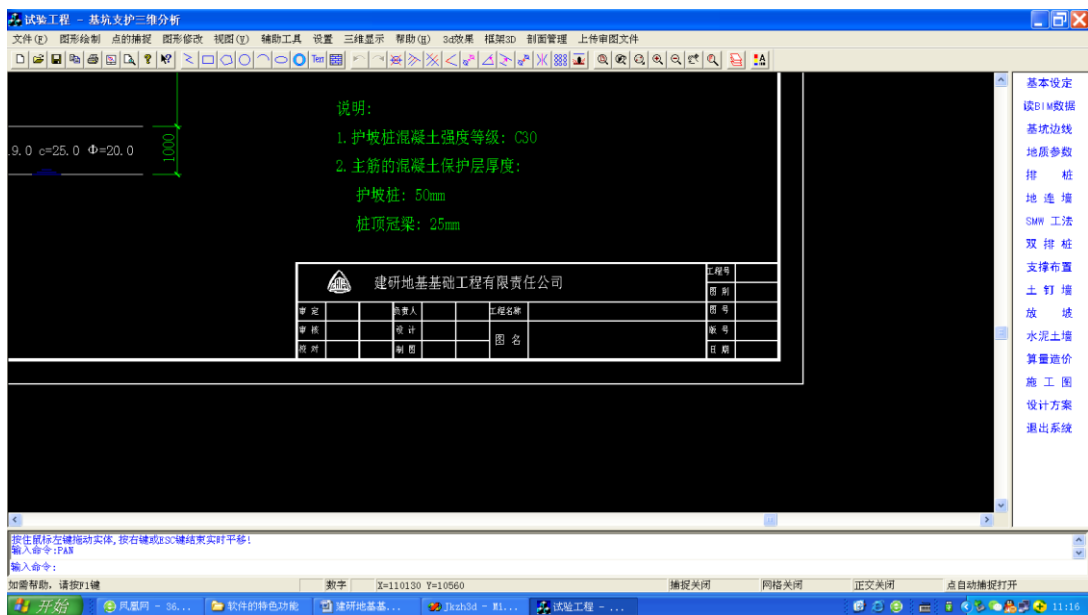 试验工程 - 基坑支护三维分析
文件(F) 图形绘制 点的捕捉 图形修改 视图(V) 辅助工具 设置 三维显示 帮助(H) 3d效果 框架3D 剖面管理 上传审图文件
Text
说明:
1.护坡桩混凝土强度等级: C30
.9.0 c=25.0 Φ=20.0
1000
2.主筋的混凝土保护层厚度:
护坡桩: 50mm
桩顶冠梁: 25mm
建研地基基础工程有限责任公司
工程号
图 别
审 定 负责人 工程名称 图 号
审 核 设 计 图 名 版 号
校 对 制 图 日 期
基本设定
读BIM数据
基坑边线
地质参数
排 桩
地 连 墙
SMW 工法
双 排 桩
支撑布置
土 钉 墙
放 坡
水泥土墙
算量造价
施 工 图
设计方案
退出系统
按住鼠标左键拖动实体,按右键或ESC键结束实时平移!
输入命令:PAN
输入命令:
如需帮助, 请按F1键 数字 X=110130 Y=10560 捕捉关闭 网格关闭 正交关闭 点自动捕捉打开
开始 凤凰网 - 36... 软件的特色功能 建研地基基... Jkzh3d - Mi... 试验工程 - ... 11:16